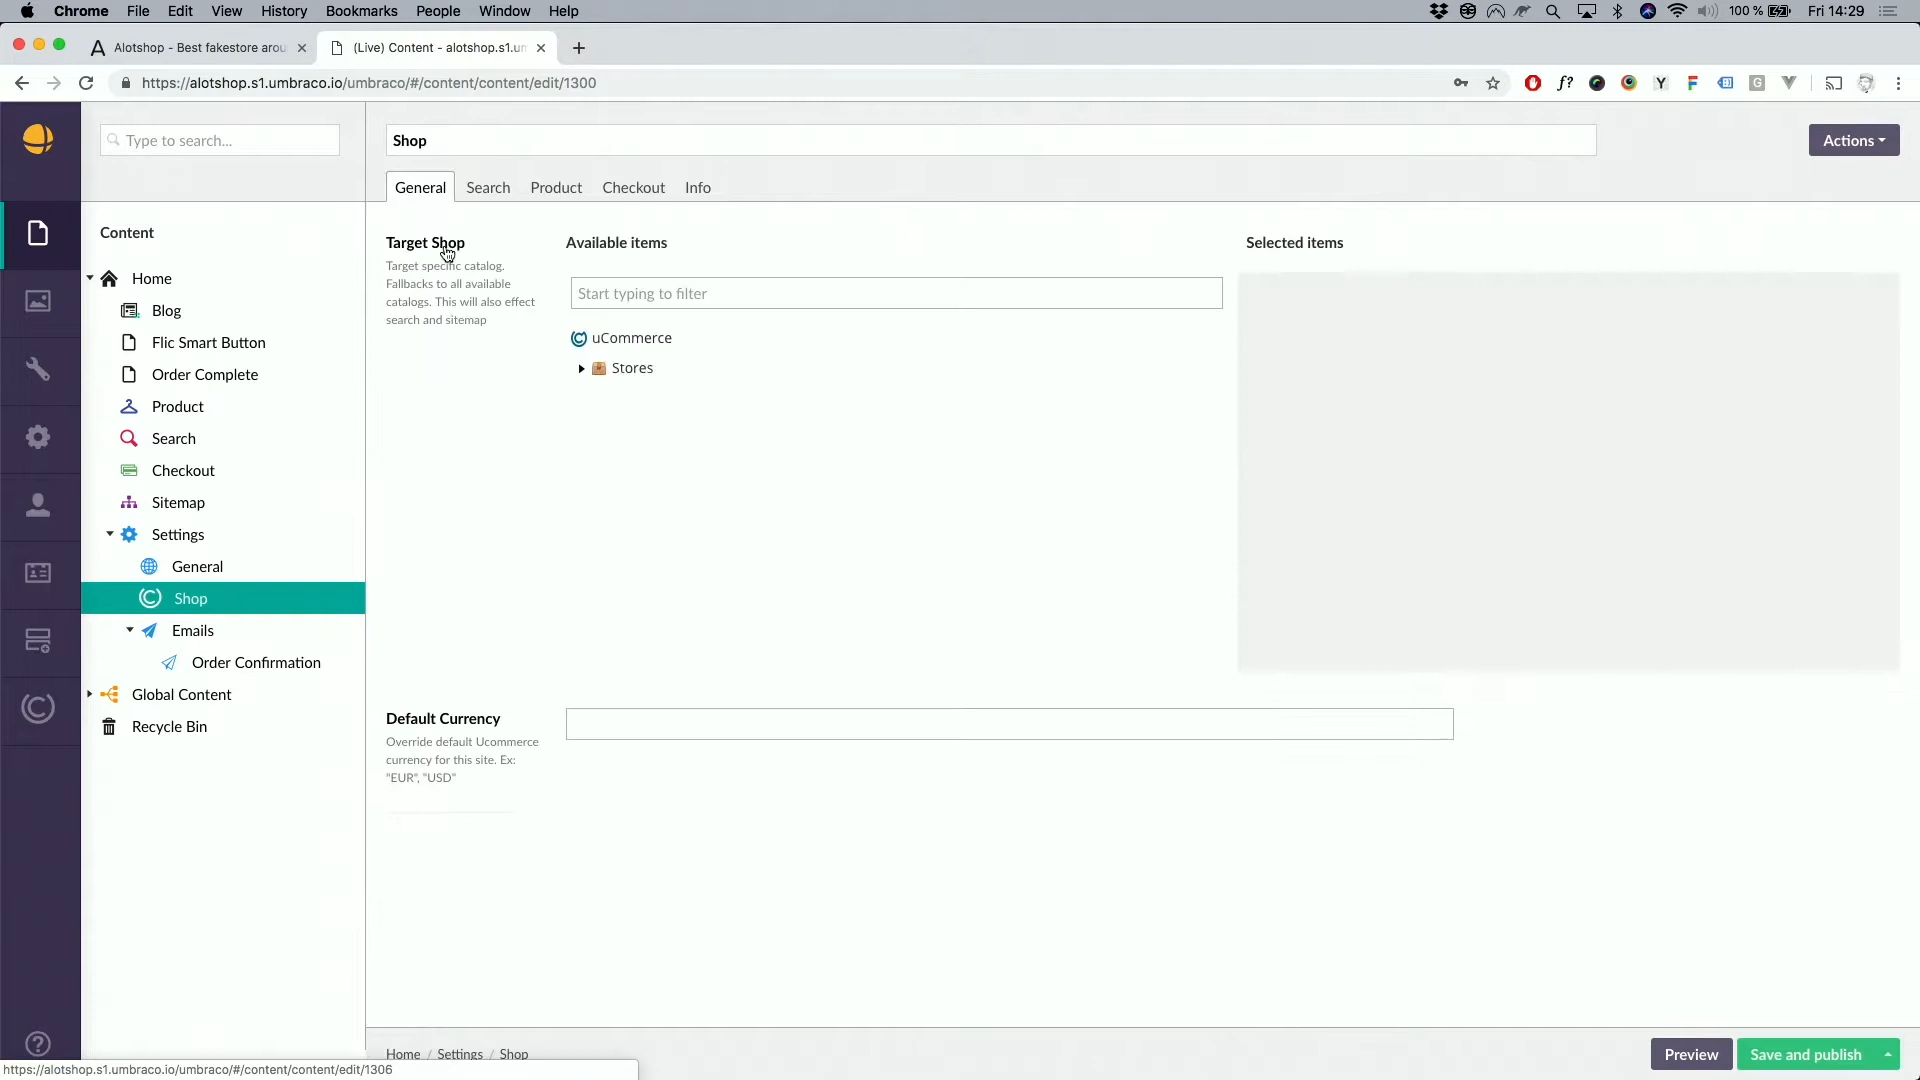 Chrome File Edit View History Bookmarks People Window Help 100 % Fri 14:29
Alotshop - Best fakestore arou
(Live) Content - alotshop.s1.um
https://alotshop.s1.umbraco.io/umbraco/#/content/content/edit/1300
Type to search...
Shop
Actions
General Search Product Checkout Info
Content
Home
Blog
Flic Smart Button
Order Complete
Product
Search
Checkout
Sitemap
Settings
General
Shop
Emails
Order Confirmation
Global Content
Recycle Bin
Target Shop
Target specific catalog.
Fallbacks to all available
catalogs. This will also effect
search and sitemap
Available items
Start typing to filter
uCommerce
Stores
Selected items
Default Currency
Override default Ucommerce
currency for this site. Ex:
"EUR", "USD"
Home / Settings / Shop
Preview
Save and publish
https://alotshop.s1.umbraco.io/umbraco/#/content/content/edit/1306